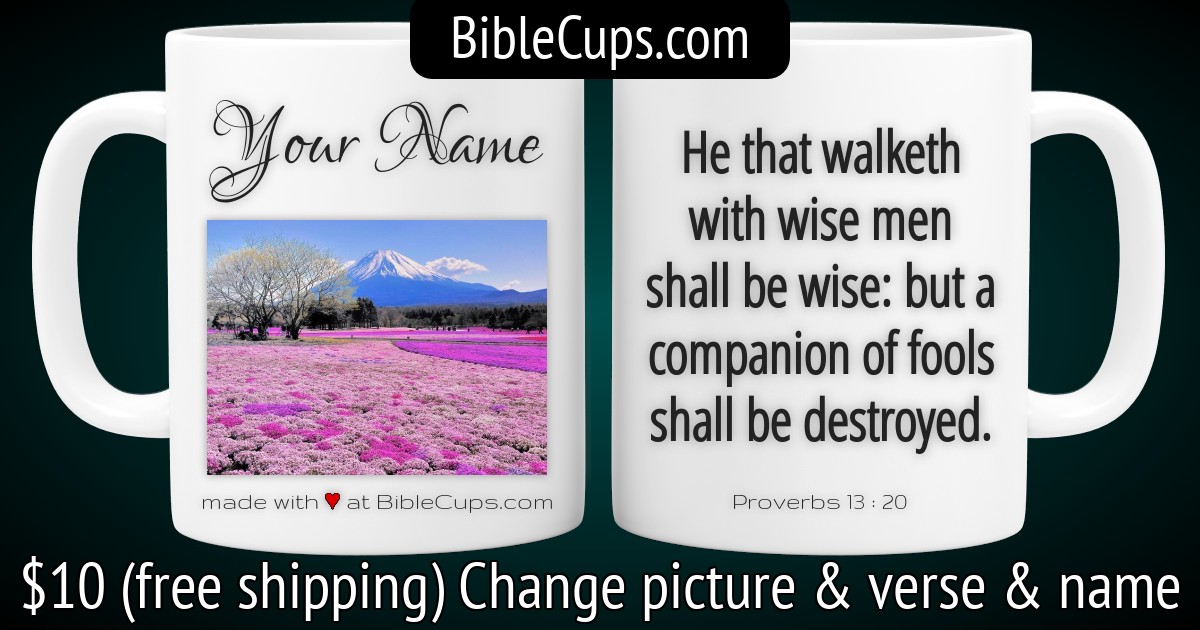 BibleCups.com
Your Name
made with ♥ at BibleCups.com
He that walketh
with wise men
shall be wise: but a
companion of fools
shall be destroyed.
Proverbs 13 : 20
$10 (free shipping) Change picture & verse & name